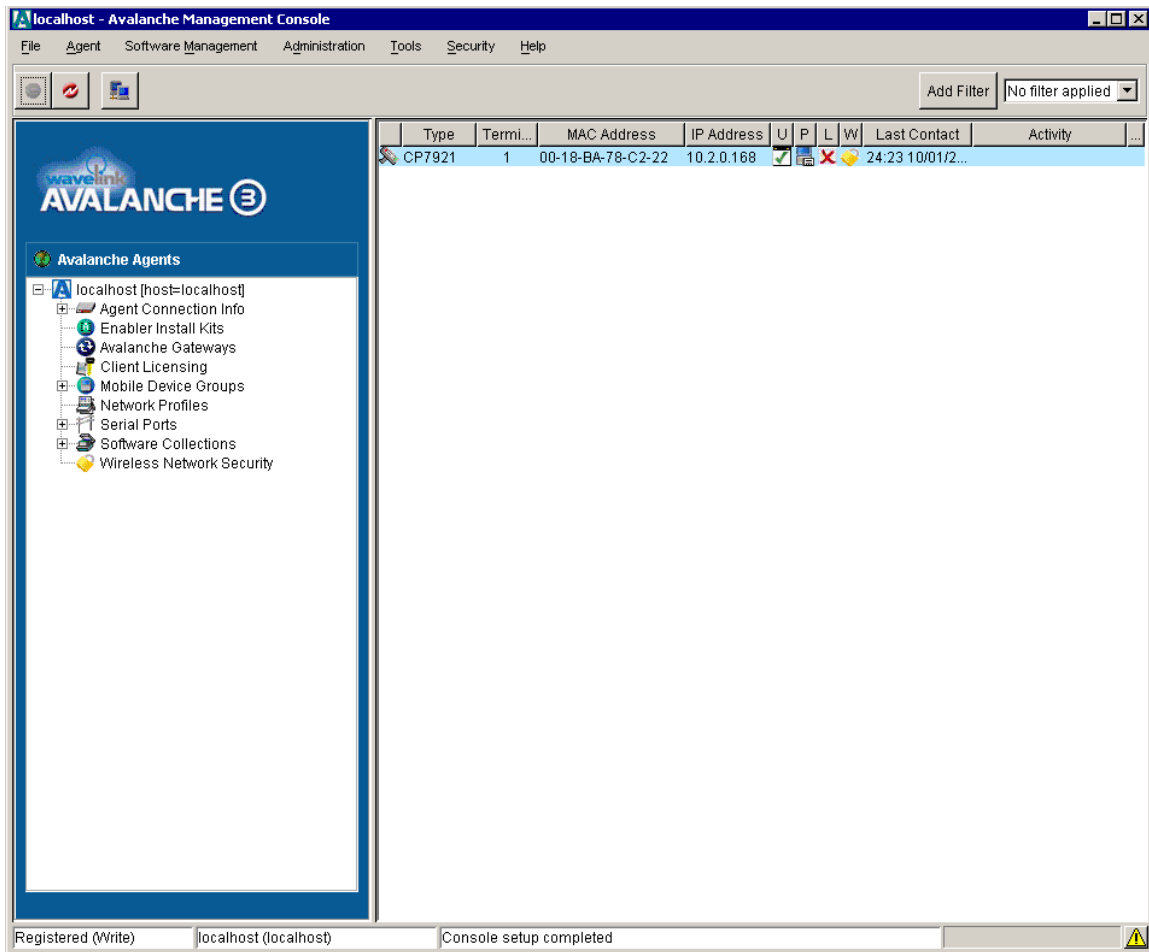 localhost - Avalanche Management Console
File Agent Software Management Administration Tools Security Help
Add Filter No filter applied
wavelink
AVALANCHE 3
Avalanche Agents
localhost [host=localhost]
Agent Connection Info
Enabler Install Kits
Avalanche Gateways
Client Licensing
Mobile Device Groups
Network Profiles
Serial Ports
Software Collections
Wireless Network Security
Type Termi... MAC Address IP Address U P L W Last Contact Activity ...
CP7921 1 00-18-BA-78-C2-22 10.2.0.168 24:23 10/01/2...
Registered (Write) localhost (localhost) Console setup completed